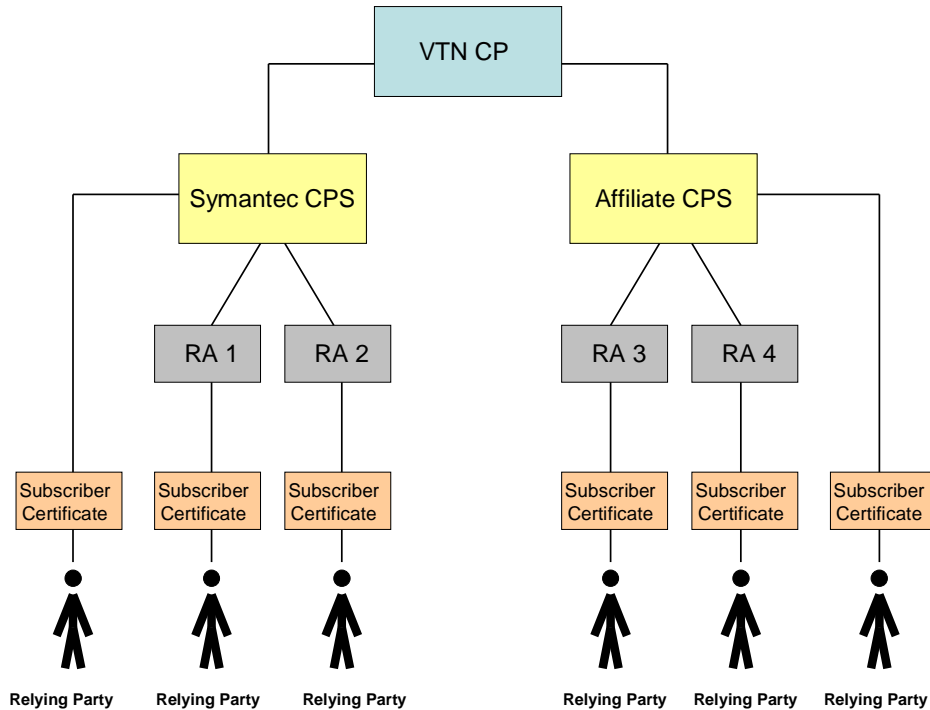 VTN CP
Symantec CPS
Affiliate CPS
RA 1
RA 2
RA 3
RA 4
Subscriber
Certificate
Subscriber
Certificate
Subscriber
Certificate
Subscriber
Certificate
Subscriber
Certificate
Subscriber
Certificate
Relying Party
Relying Party
Relying Party
Relying Party
Relying Party
Relying Party